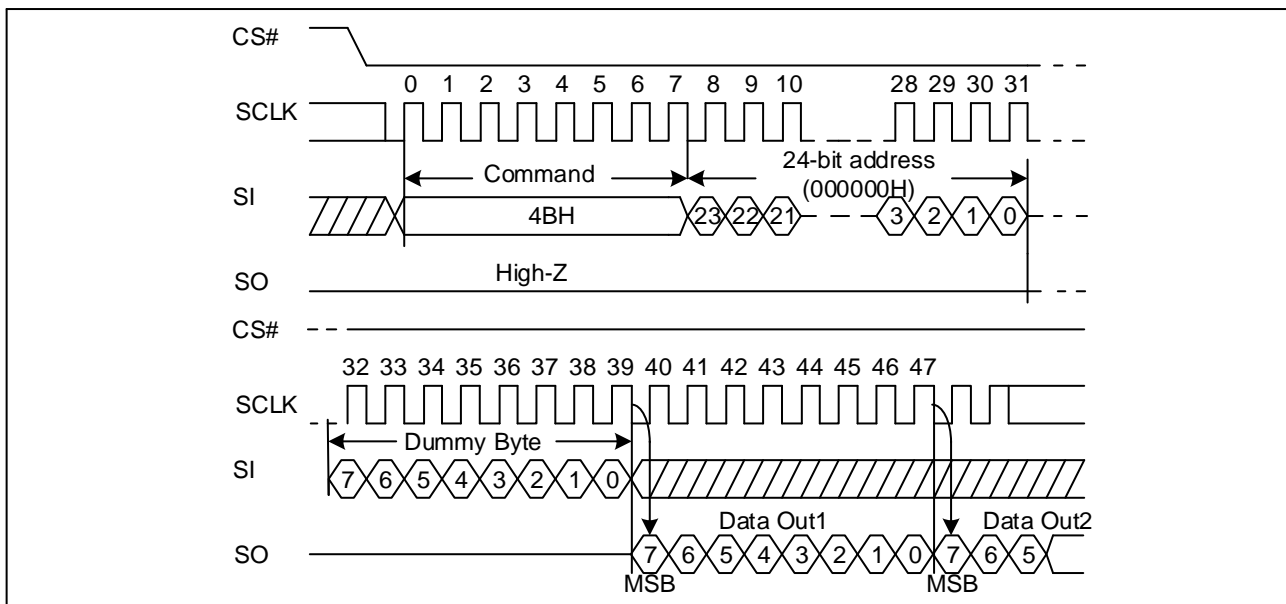 CS#
0 1 2 3 4 5 6 7 8 9 10 28 29 30 31
SCLK
Command
24-bit address
(000000H)
SI
4BH
23 22 21 3 2 1 0
High-Z
SO
CS#
32 33 34 35 36 37 38 39 40 41 42 43 44 45 46 47
SCLK
Dummy Byte
SI
7 6 5 4 3 2 1 0
Data Out1 Data Out2
SO
7 6 5 4 3 2 1 0 7 6 5
MSB MSB